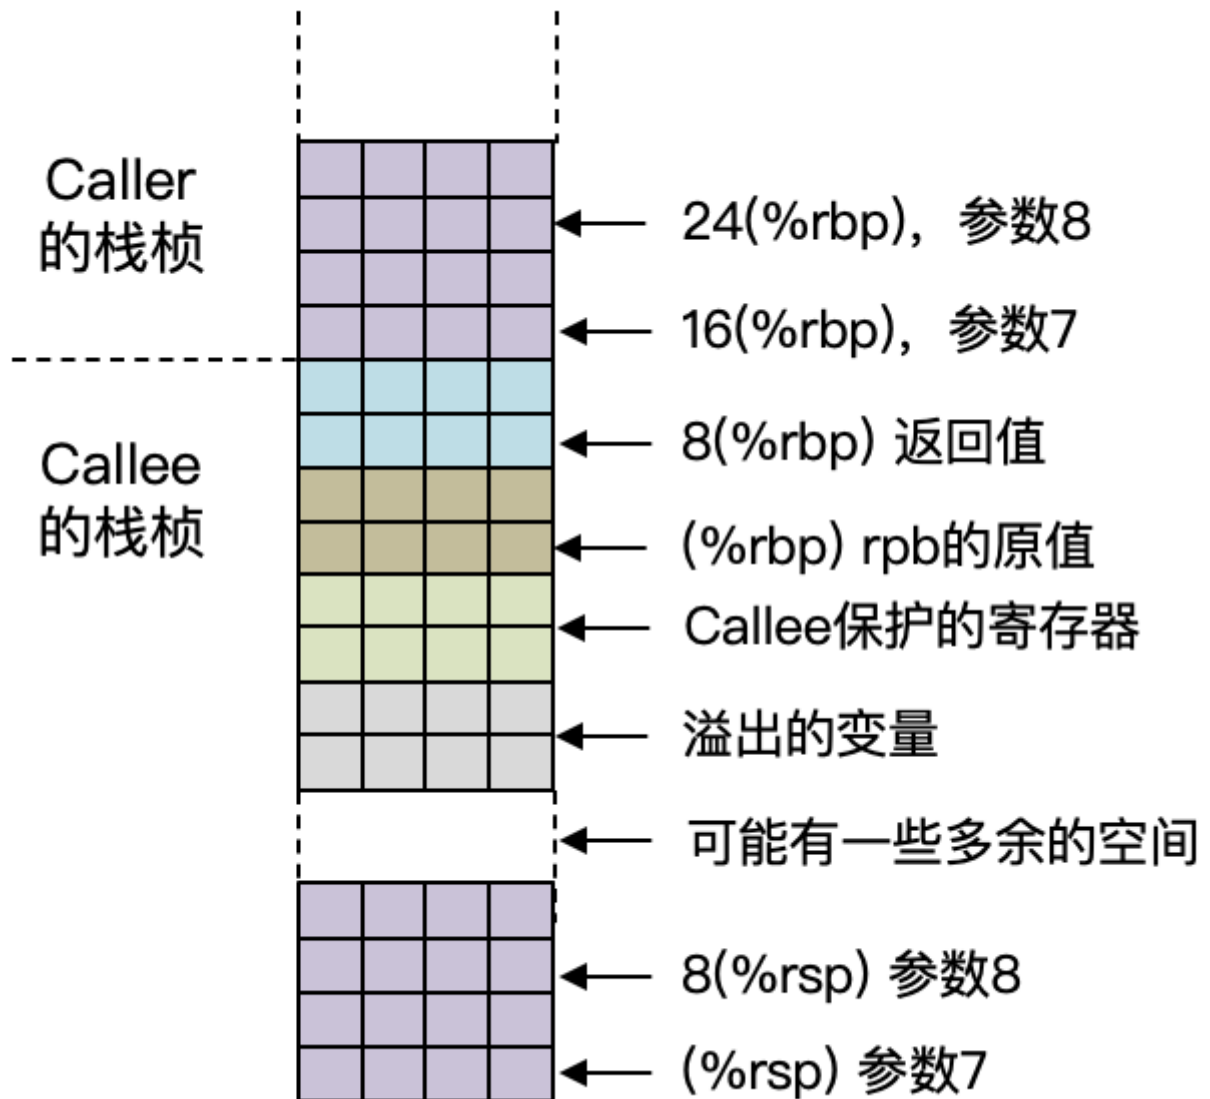 Caller
的栈桢
24(%rbp)，参数8
16(%rbp)，参数7
Callee
的栈桢
8(%rbp) 返回值
(%rbp) rpb的原值
Callee保护的寄存器
溢出的变量
可能有一些多余的空间
8(%rsp) 参数8
(%rsp) 参数7